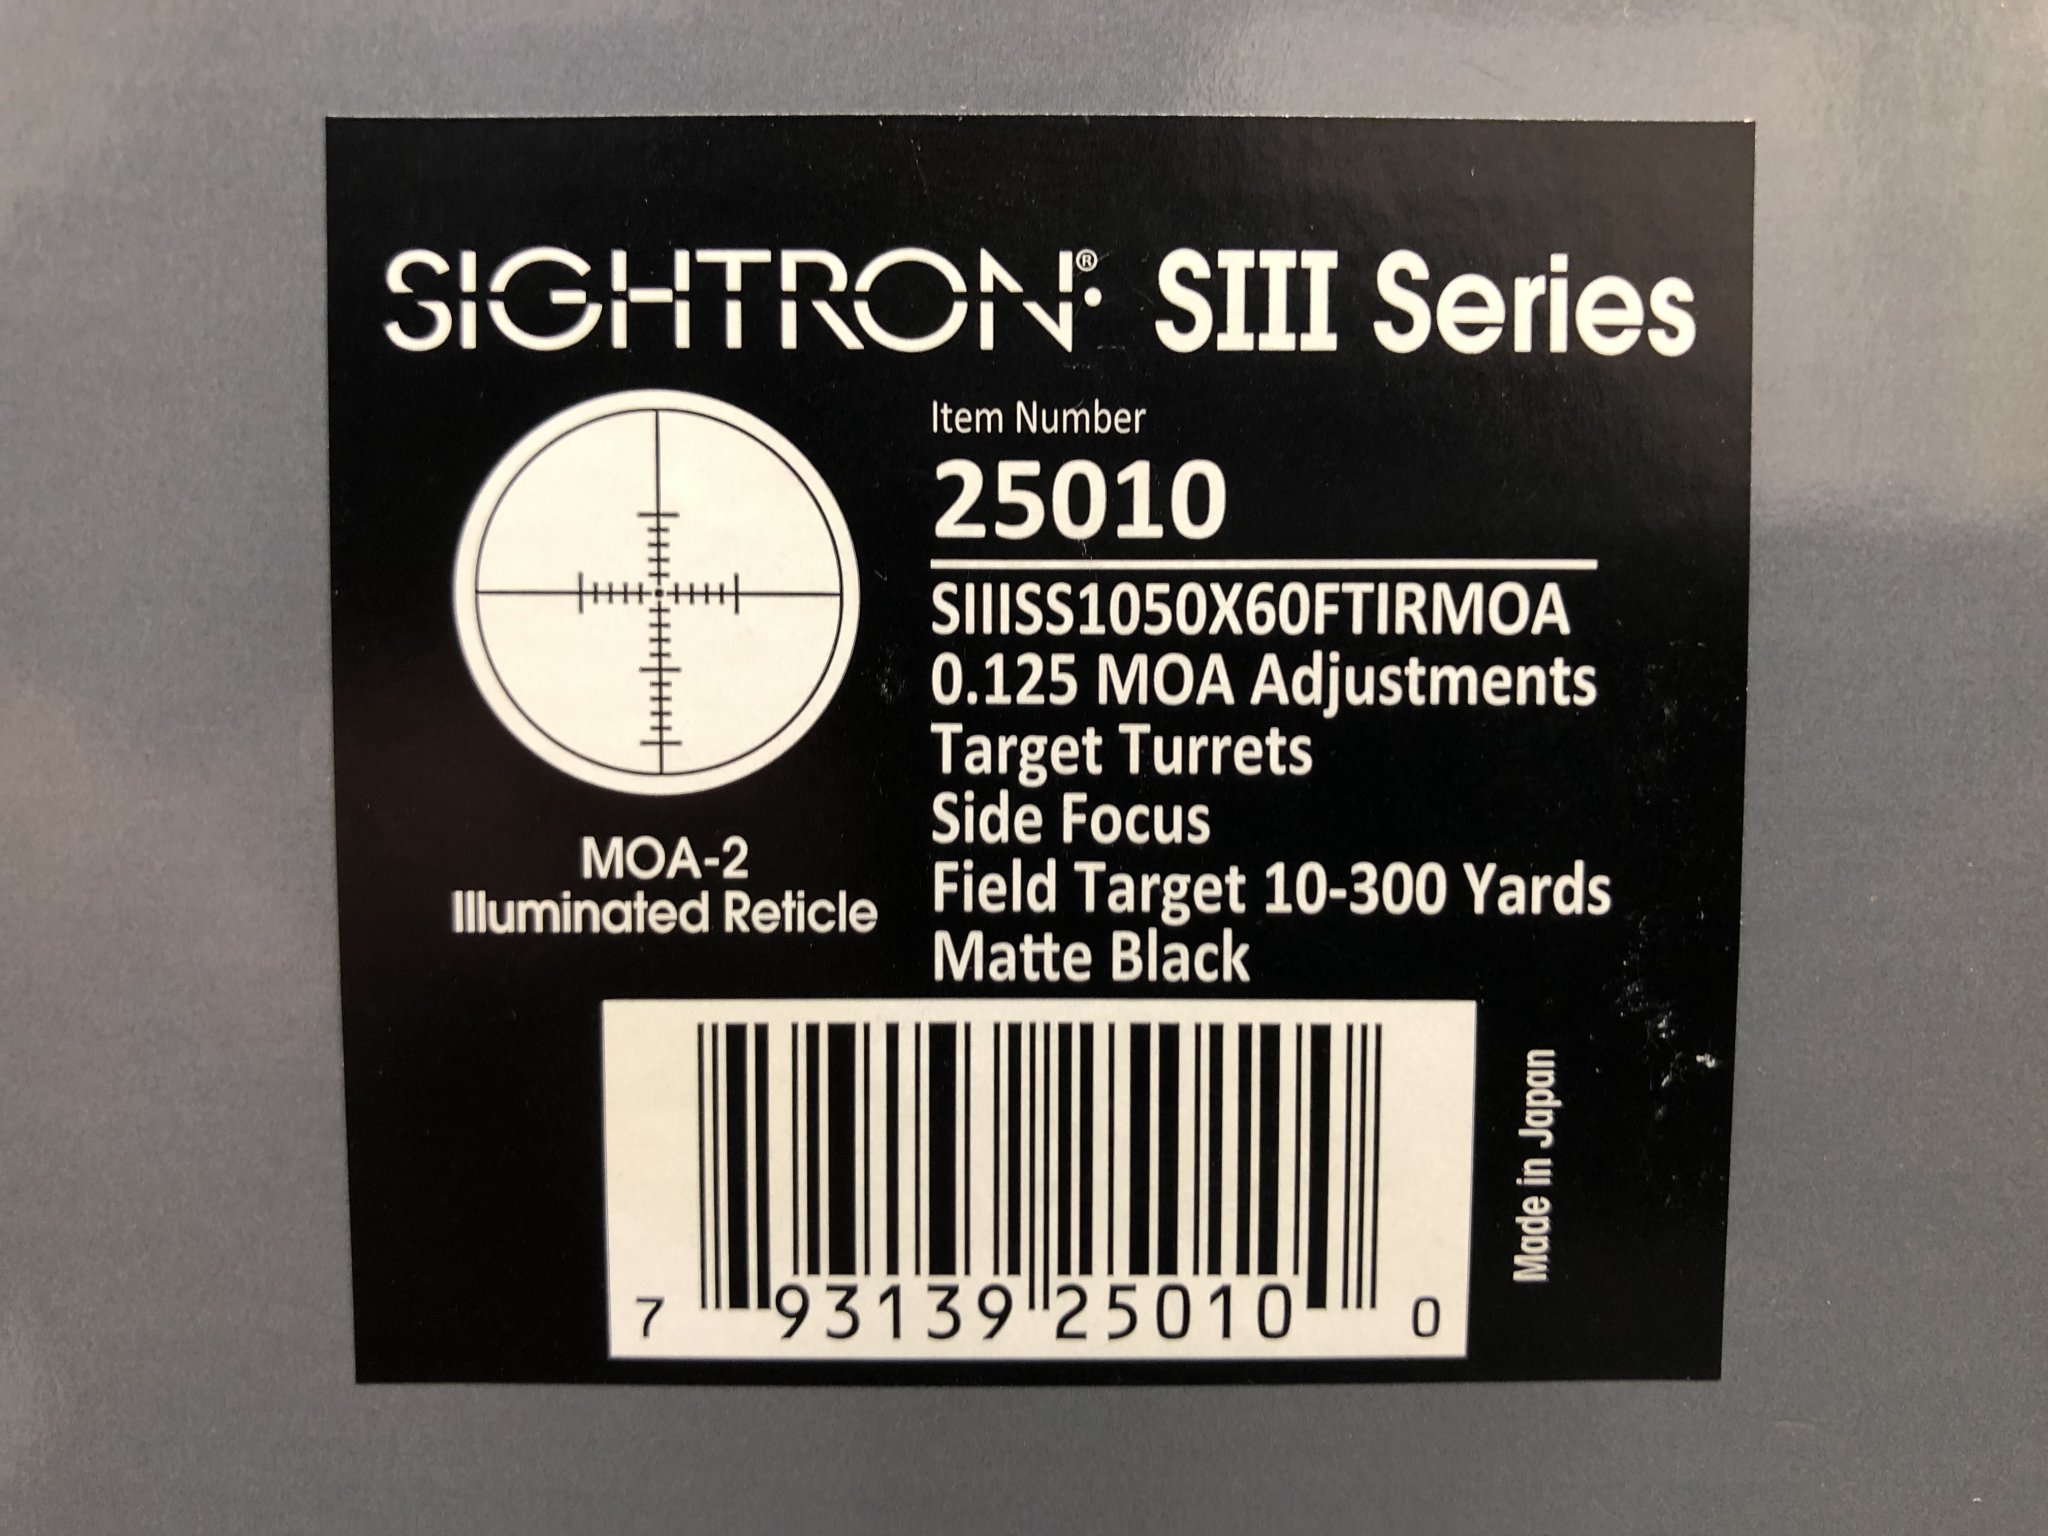 SIGHTRON® SIII Series
Item Number
25010
SIIISS1050X60FTIRMOA
0.125 MOA Adjustments
Target Turrets
Side Focus
Field Target 10-300 Yards
Matte Black
MOA-2
Illuminated Reticle
7 93139 25010 0
Made in Japan